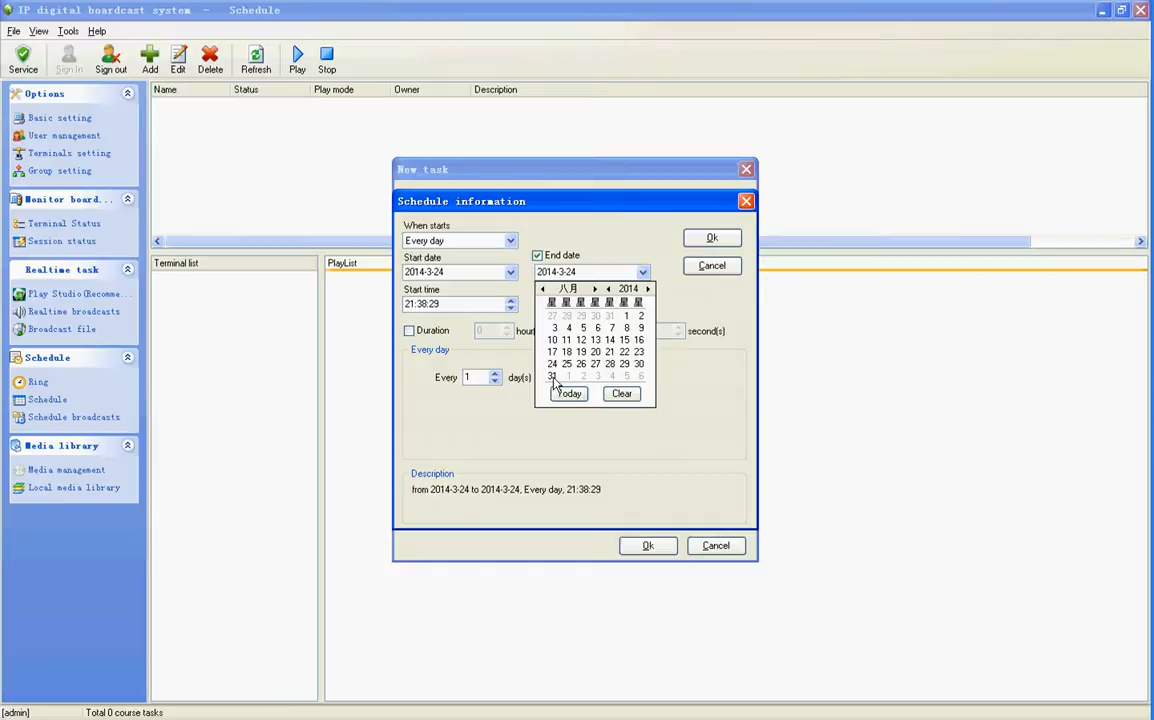 IP digital boardcast system - Schedule
File View Tools Help
Service Sign In Sign out Add Edit Delete Refresh Play Stop
Options
Basic setting
User management
Terminals setting
Group setting
Monitor board...
Terminal Status
Session status
Realtime task
Play Studio(Recomme...
Realtime broadcasts
Broadcast file
Schedule
Ring
Schedule
Schedule broadcasts
Media library
Media management
Local media library
Name Status Play mode Owner Description
Terminal list
PlayList
New task
Schedule information
When starts
Every day
Start date
2014-3-24
End date
2014-3-24
Start time
21:38:29
Ok
Cancel
八月 2014
星 星 星 星 星 星 星
27 28 29 30 31 1 2
3 4 5 6 7 8 9
10 11 12 13 14 15 16
17 18 19 20 21 22 23
24 25 26 27 28 29 30
31 1 2 3 4 5 6
Today Clear
Duration 0 hour second(s)
Every day
Every 1 day(s)
Description
from 2014-3-24 to 2014-3-24, Every day, 21:38:29
Ok Cancel
[admin] Total 0 course tasks